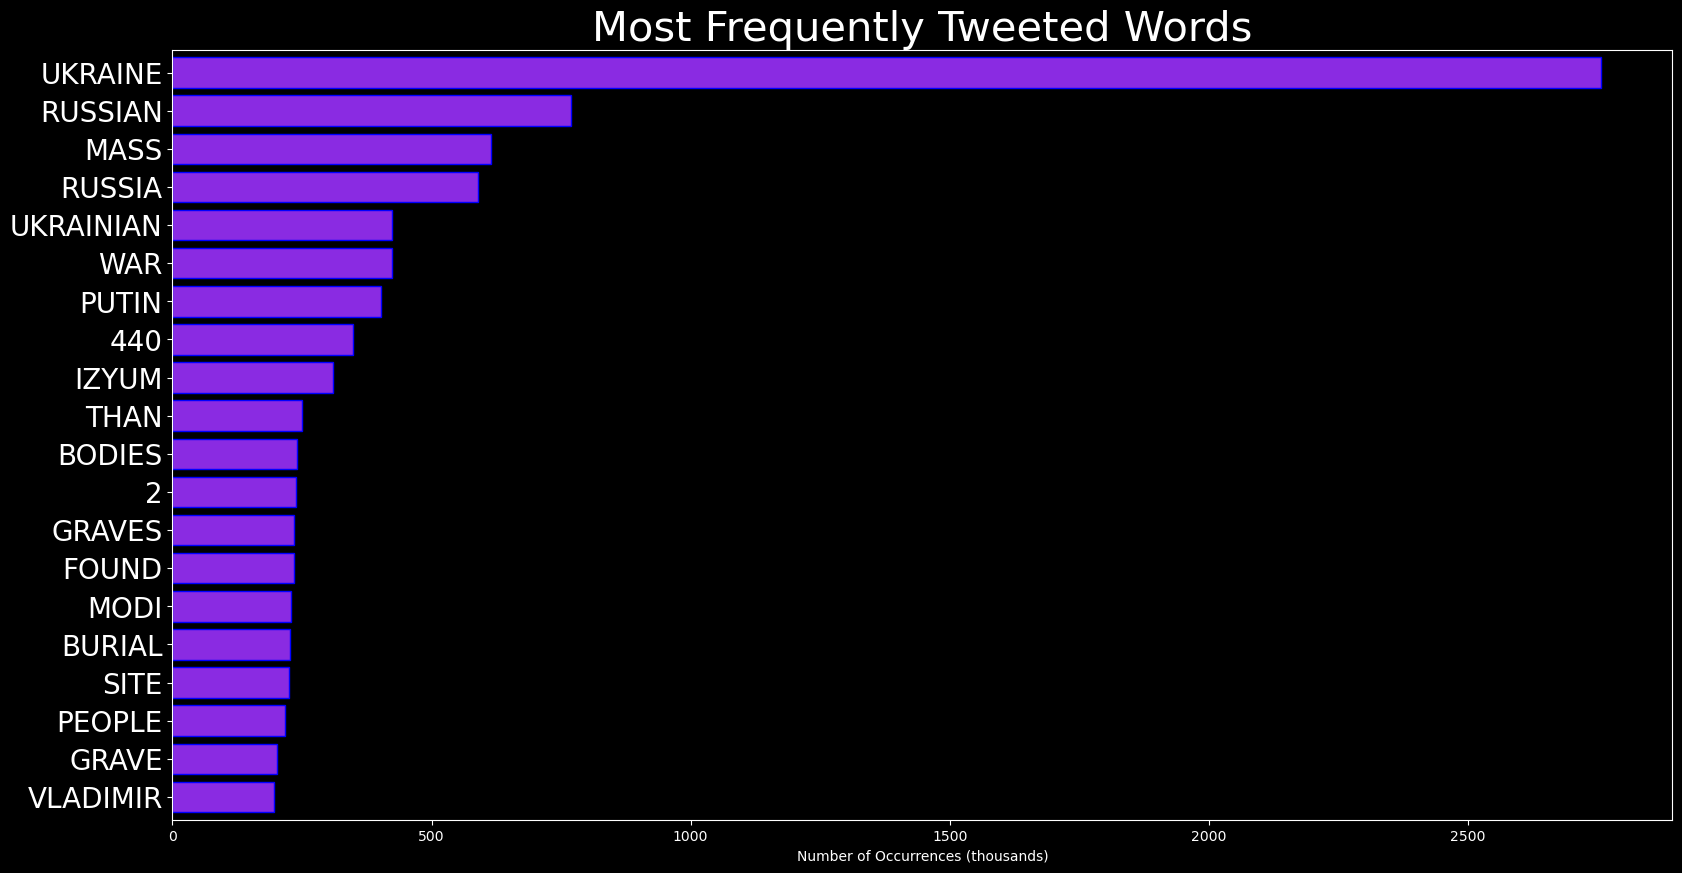 Most Frequently Tweeted Words
UKRAINE
RUSSIAN
MASS
RUSSIA
UKRAINIAN
WAR
PUTIN
440
IZYUM
THAN
BODIES
2
GRAVES
FOUND
MODI
BURIAL
SITE
PEOPLE
GRAVE
VLADIMIR
0 500 1000 1500 2000 2500
Number of Occurrences (thousands)